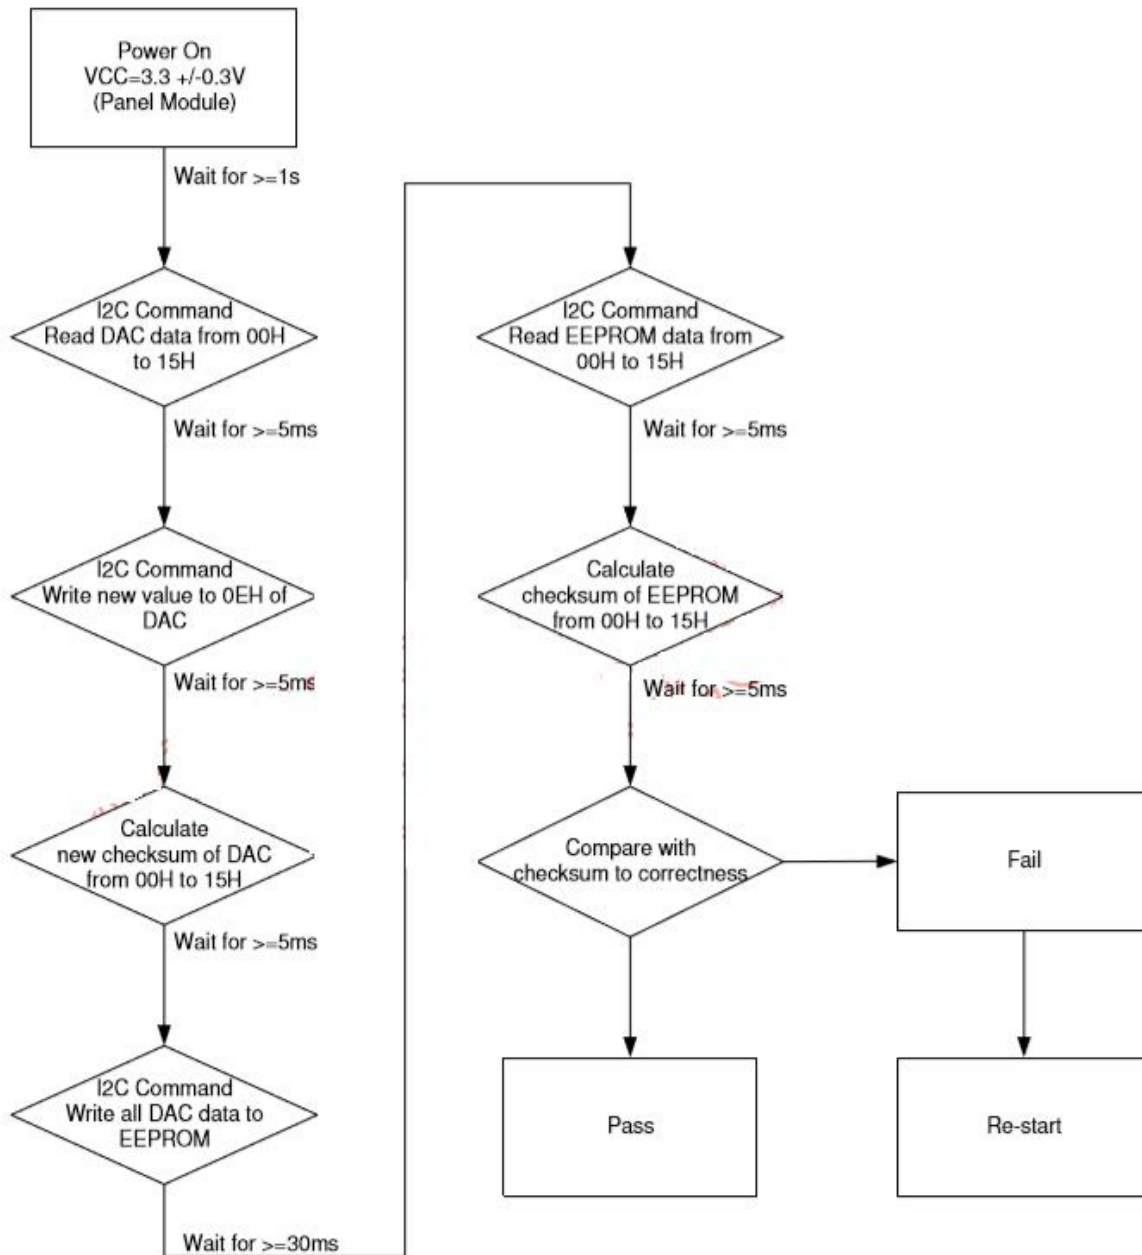 Power On
VCC=3.3 +/-0.3V
(Panel Module)
Wait for >=1s
I2C Command
Read DAC data from 00H
to 15H
Wait for >=5ms
I2C Command
Write new value to 0EH of
DAC
Wait for >=5ms
Calculate
new checksum of DAC
from 00H to 15H
Wait for >=5ms
I2C Command
Write all DAC data to
EEPROM
Wait for >=30ms
I2C Command
Read EEPROM data from
00H to 15H
Wait for >=5ms
Calculate
checksum of EEPROM
from 00H to 15H
Wait for >=5ms
Compare with
checksum to correctness
Fail
Pass
Re-start